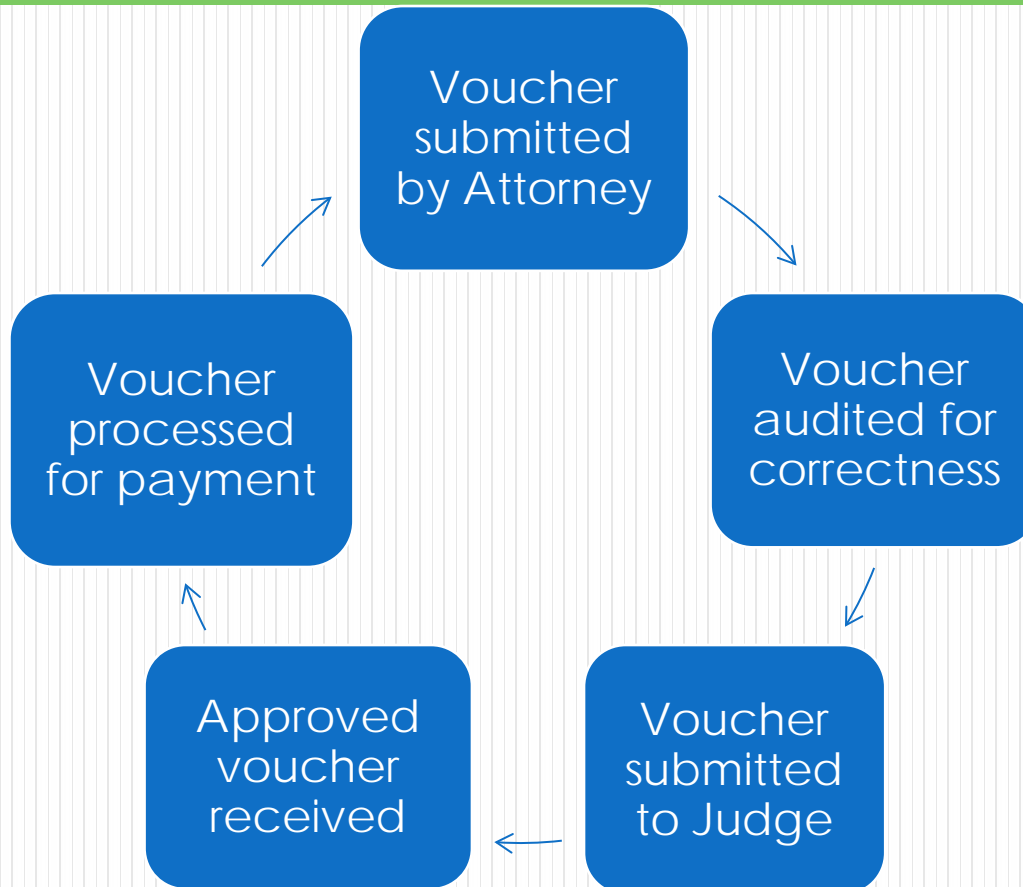 Voucher
submitted
by Attorney
Voucher
audited for
correctness
Voucher
submitted
to Judge
Approved
voucher
received
Voucher
processed
for payment